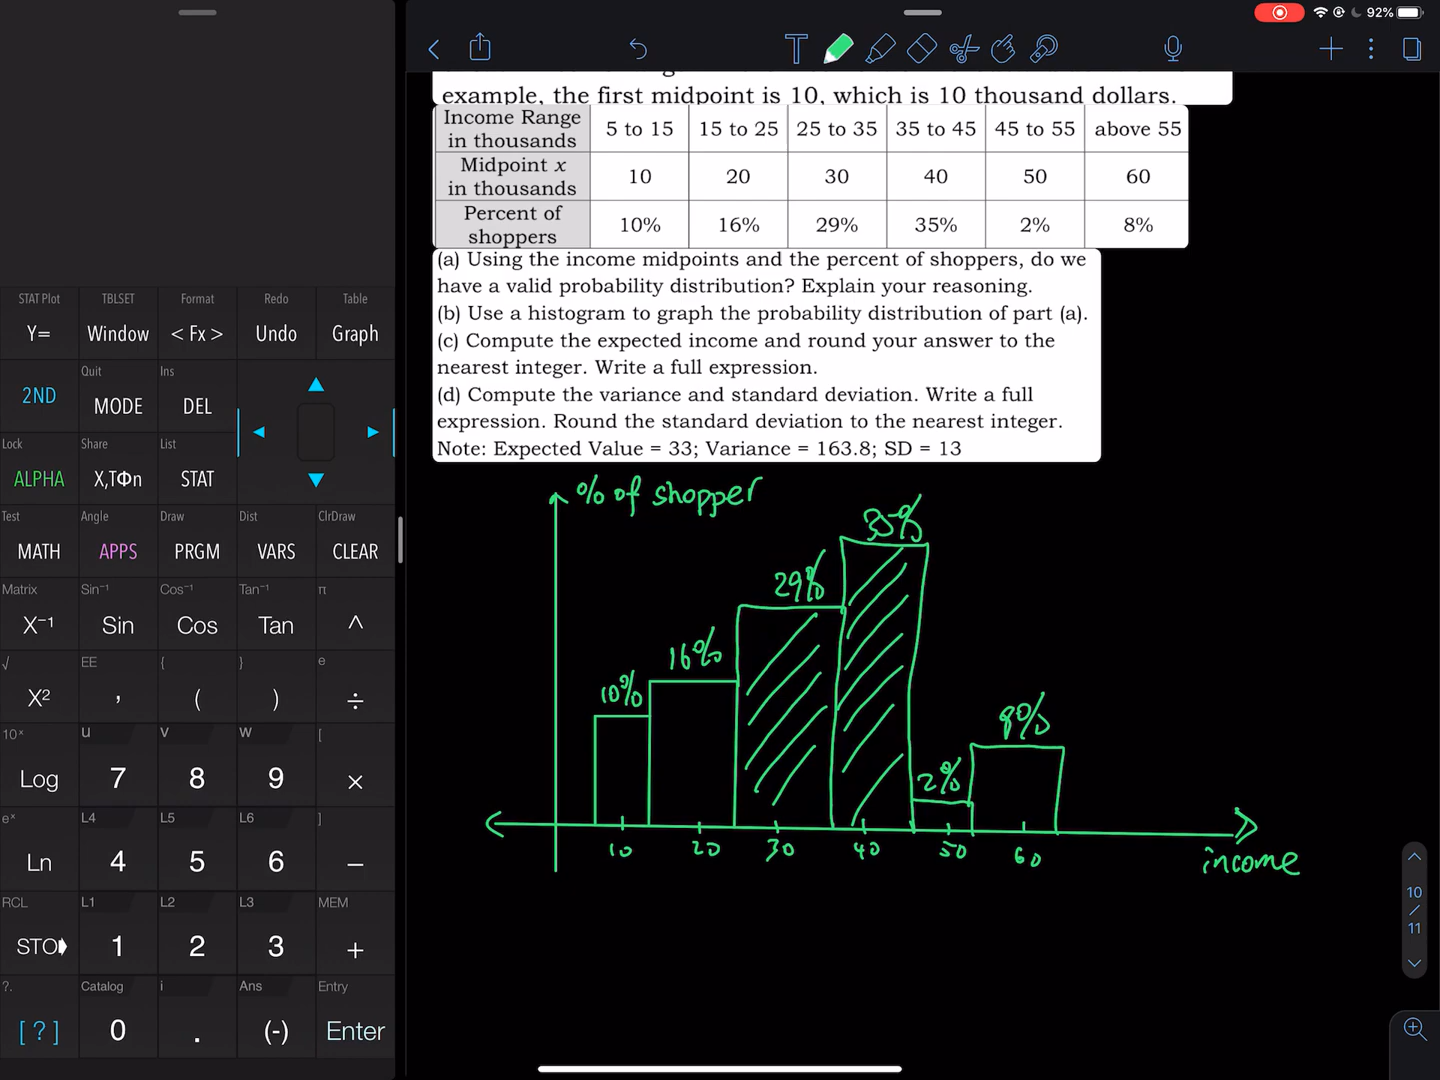 92%
example, the first midpoint is 10, which is 10 thousand dollars.
Income Range in thousands 5 to 15 15 to 25 25 to 35 35 to 45 45 to 55 above 55
Midpoint x in thousands 10 20 30 40 50 60
Percent of shoppers 10% 16% 29% 35% 2% 8%
(a) Using the income midpoints and the percent of shoppers, do we
have a valid probability distribution? Explain your reasoning.
(b) Use a histogram to graph the probability distribution of part (a).
(c) Compute the expected income and round your answer to the
nearest integer. Write a full expression.
(d) Compute the variance and standard deviation. Write a full
expression. Round the standard deviation to the nearest integer.
Note: Expected Value = 33; Variance = 163.8; SD = 13
% of shopper
35%
29%
16%
10%
8%
2%
10 20 30 40 50 60
income
10
/
11
STAT Plot TBLSET Format Redo Table
Y= Window < Fx > Undo Graph
Quit Ins
2ND MODE DEL
Lock Share List
ALPHA X,TΦn STAT
Test Angle Draw Dist ClrDraw
MATH APPS PRGM VARS CLEAR
Matrix Sin⁻¹ Cos⁻¹ Tan⁻¹ π
X⁻¹ Sin Cos Tan ^
√ EE { } e
X² , ( ) ÷
10ˣ u v w [
Log 7 8 9 ×
eˣ L4 L5 L6 ]
Ln 4 5 6 −
RCL L1 L2 L3 MEM
STO 1 2 3 +
?. Catalog i Ans Entry
[ ? ] 0 . (-) Enter